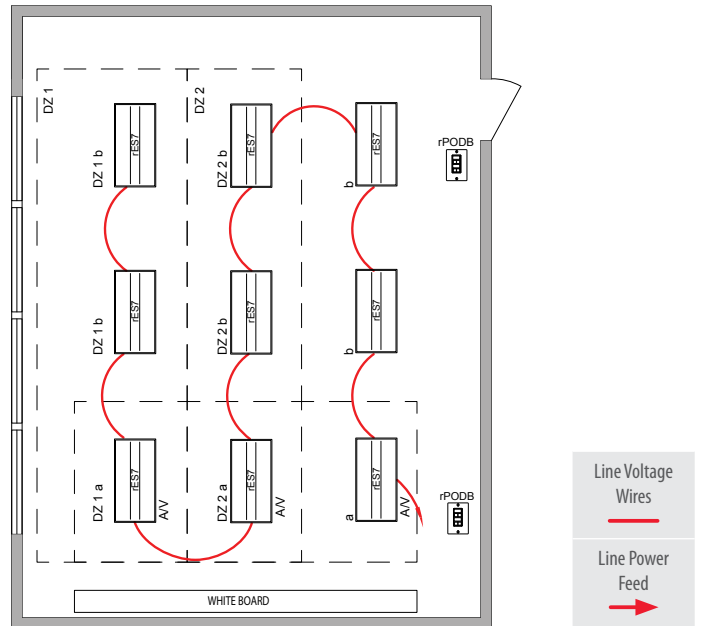 DZ 1
DZ 2
DZ 1 b
rES7
DZ 2 b
rES7
b
rES7
rPODB
DZ 1 b
rES7
DZ 2 b
rES7
b
rES7
DZ 1 a
rES7
A/V
DZ 2 a
rES7
A/V
a
rES7
A/V
rPODB
WHITE BOARD
Line Voltage
Wires
Line Power
Feed